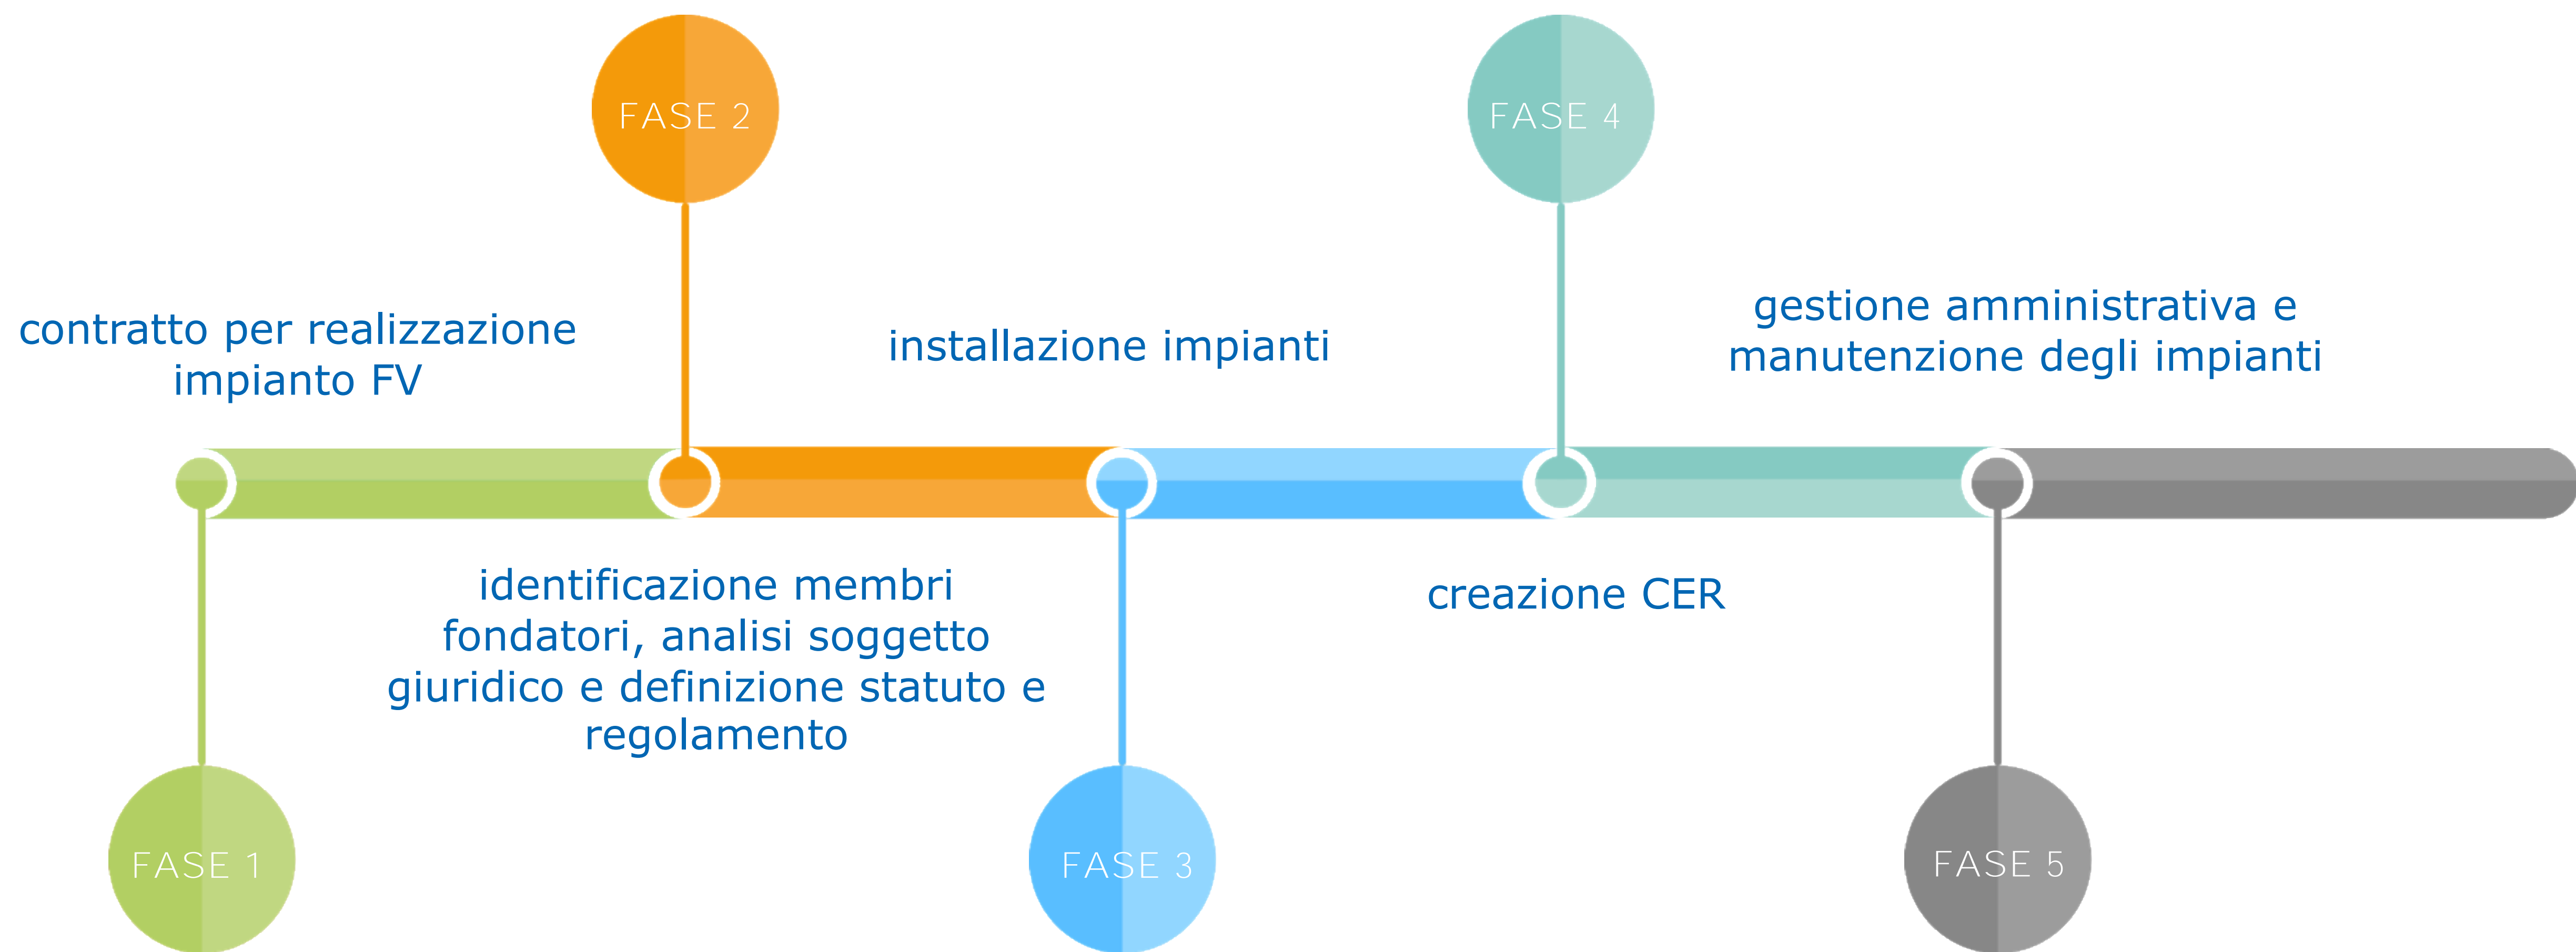 FASE 1
contratto per realizzazione
impianto FV
FASE 2
identificazione membri
fondatori, analisi soggetto
giuridico e definizione statuto e
regolamento
FASE 3
installazione impianti
FASE 4
creazione CER
FASE 5
gestione amministrativa e
manutenzione degli impianti